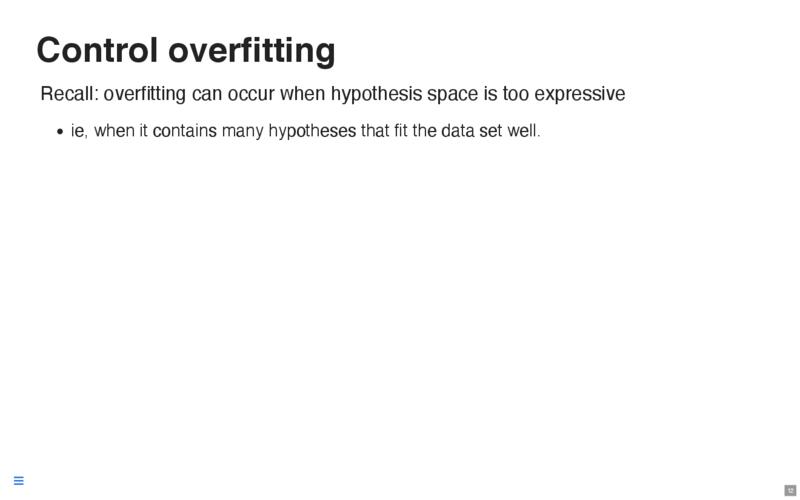 Control overfitting
Recall: overfitting can occur when hypothesis space is too expressive
• ie, when it contains many hypotheses that fit the data set well.
12